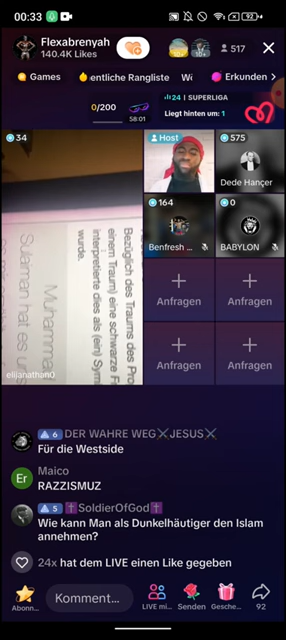 00:33
92
Flexabrenyah
140.4K Likes
517
Games
entliche Rangliste
Wi
Erkunden
0/200
58:01
24 | SUPERLIGA
Liegt hinten um: 1
34
Host
575
Dede Hançer
164
Benfresh ...
0
BABYLON
Bezüglich des Traums des Pro
einem Traum) eine schwarze F
interpretierte dies als (ein) Sym
wurde.
Muhammad
Sulaman hat es uns
elijanathan0
Anfragen
Anfragen
Anfragen
Anfragen
6 DER WAHRE WEG⚔JESUS⚔
Für die Westside
Er
Maico
RAZZISMUZ
5 ✝SoldierOfGod✝
Wie kann Man als Dunkelhäutiger den Islam
annehmen?
24x hat dem LIVE einen Like gegeben
Komment...
Abonn...
LIVE mi...
Senden
Gesche...
92